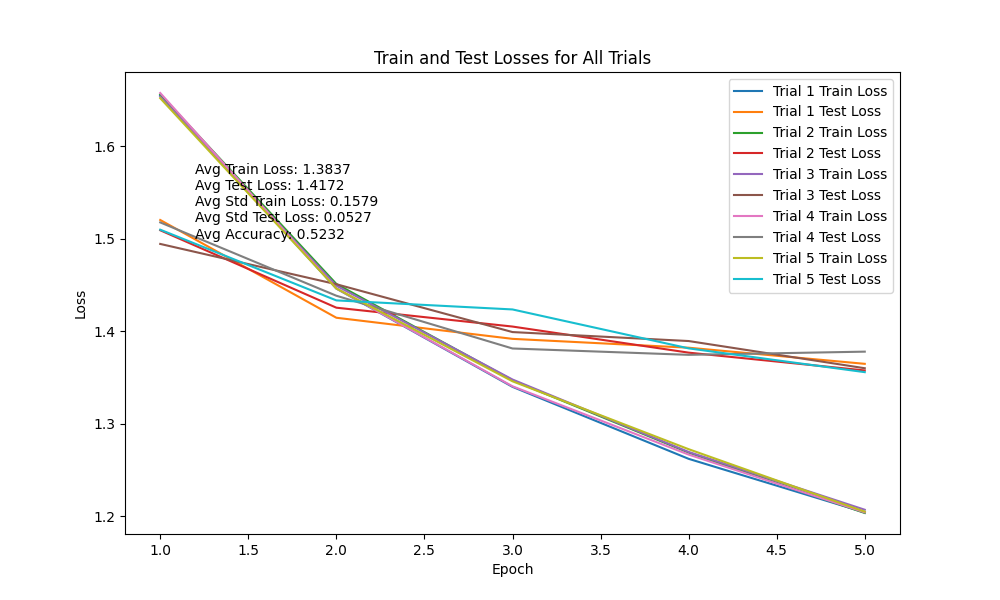 Train and Test Losses for All Trials
Trial 1 Train Loss
Trial 1 Test Loss
Trial 2 Train Loss
Trial 2 Test Loss
Trial 3 Train Loss
Trial 3 Test Loss
Trial 4 Train Loss
Trial 4 Test Loss
Trial 5 Train Loss
Trial 5 Test Loss
Avg Train Loss: 1.3837
Avg Test Loss: 1.4172
Avg Std Train Loss: 0.1579
Avg Std Test Loss: 0.0527
Avg Accuracy: 0.5232
Loss
1.6
1.5
1.4
1.3
1.2
1.0 1.5 2.0 2.5 3.0 3.5 4.0 4.5 5.0
Epoch